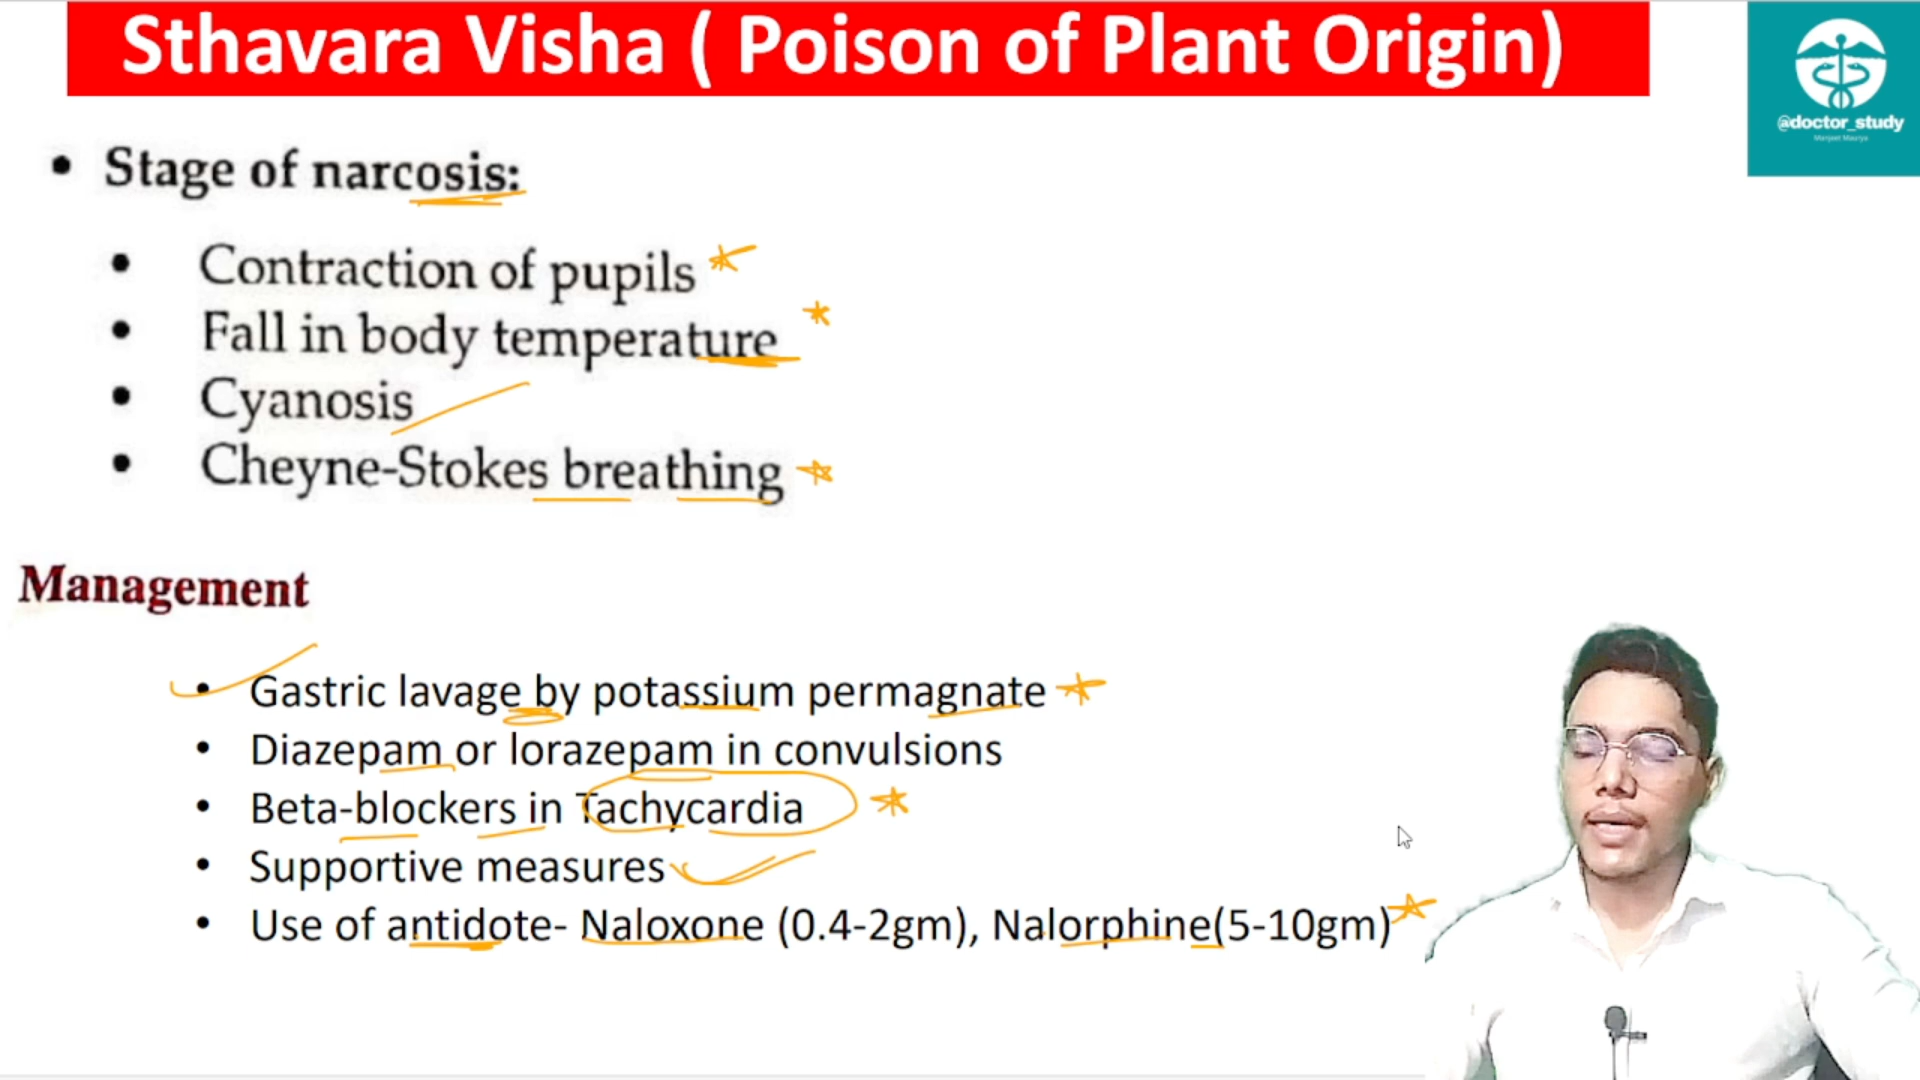 Sthavara Visha ( Poison of Plant Origin)
@doctor_study
Manjeet Maurya
• Stage of narcosis:
• Contraction of pupils
• Fall in body temperature
• Cyanosis
• Cheyne-Stokes breathing
Management
• Gastric lavage by potassium permagnate
• Diazepam or lorazepam in convulsions
• Beta-blockers in Tachycardia
• Supportive measures
• Use of antidote- Naloxone (0.4-2gm), Nalorphine(5-10gm)